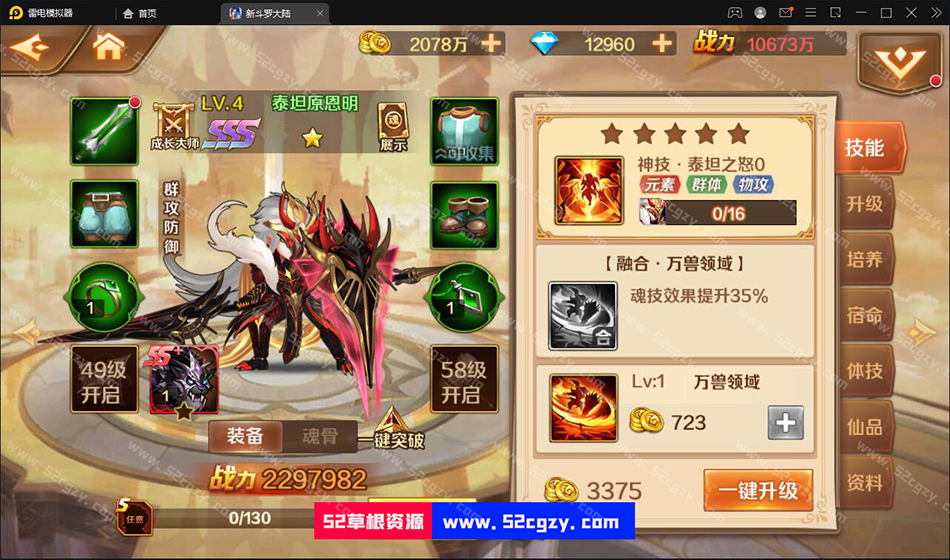 雷电模拟器
首页
新斗罗大陆
2078万
12960
战力 10673万
LV.4
泰坦原恩明
成长大师
SSS
魂
展示
可收集
群攻防御
1
1
49级
开启
SS+
1
58级
开启
装备
魂骨
一键突破
战力 2297982
5
任意
0/130
神技·泰坦之怒0
元素
群体
物攻
0/16
【融合·万兽领域】
魂技效果提升35%
合
Lv:1
万兽领域
723
3375
一键升级
技能
升级
培养
宿命
体技
仙品
资料
52草根资源
www.52cgzy.com